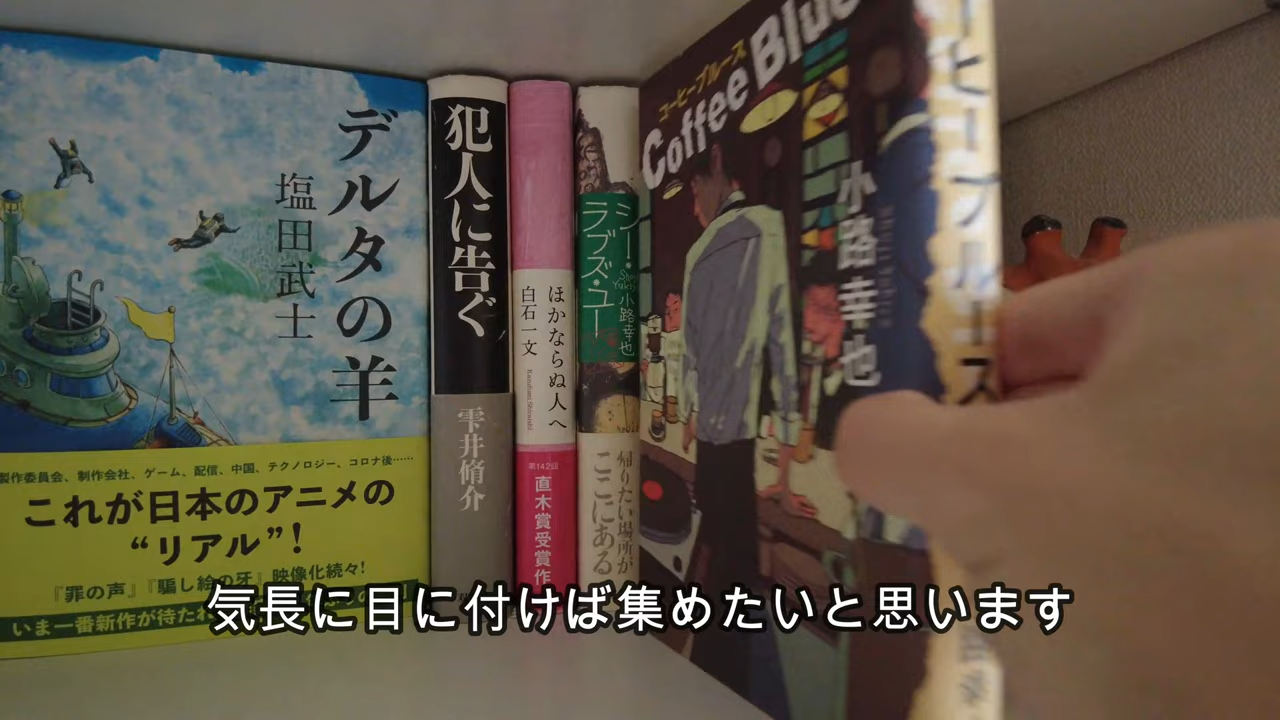 デルタの羊
塩田武士
製作委員会、制作会社、ゲーム、配信、中国、テクノロジー、コロナ後……
これが日本のアニメの
“リアル”!
『罪の声』『騙し絵の牙』映像化続々!
いま一番新作が待た
犯人に告ぐ
雫井脩介
ほかならぬ人へ
白石一文
Kazufumi Shiraishi
第142回
直木賞受賞作
シー・
ラブズ・ユー
小路幸也
帰りたい場所が
ここにある
コーヒーブルース
Coffee Blue
小路幸也
ーヒーブルース
気長に目に付けば集めたいと思います